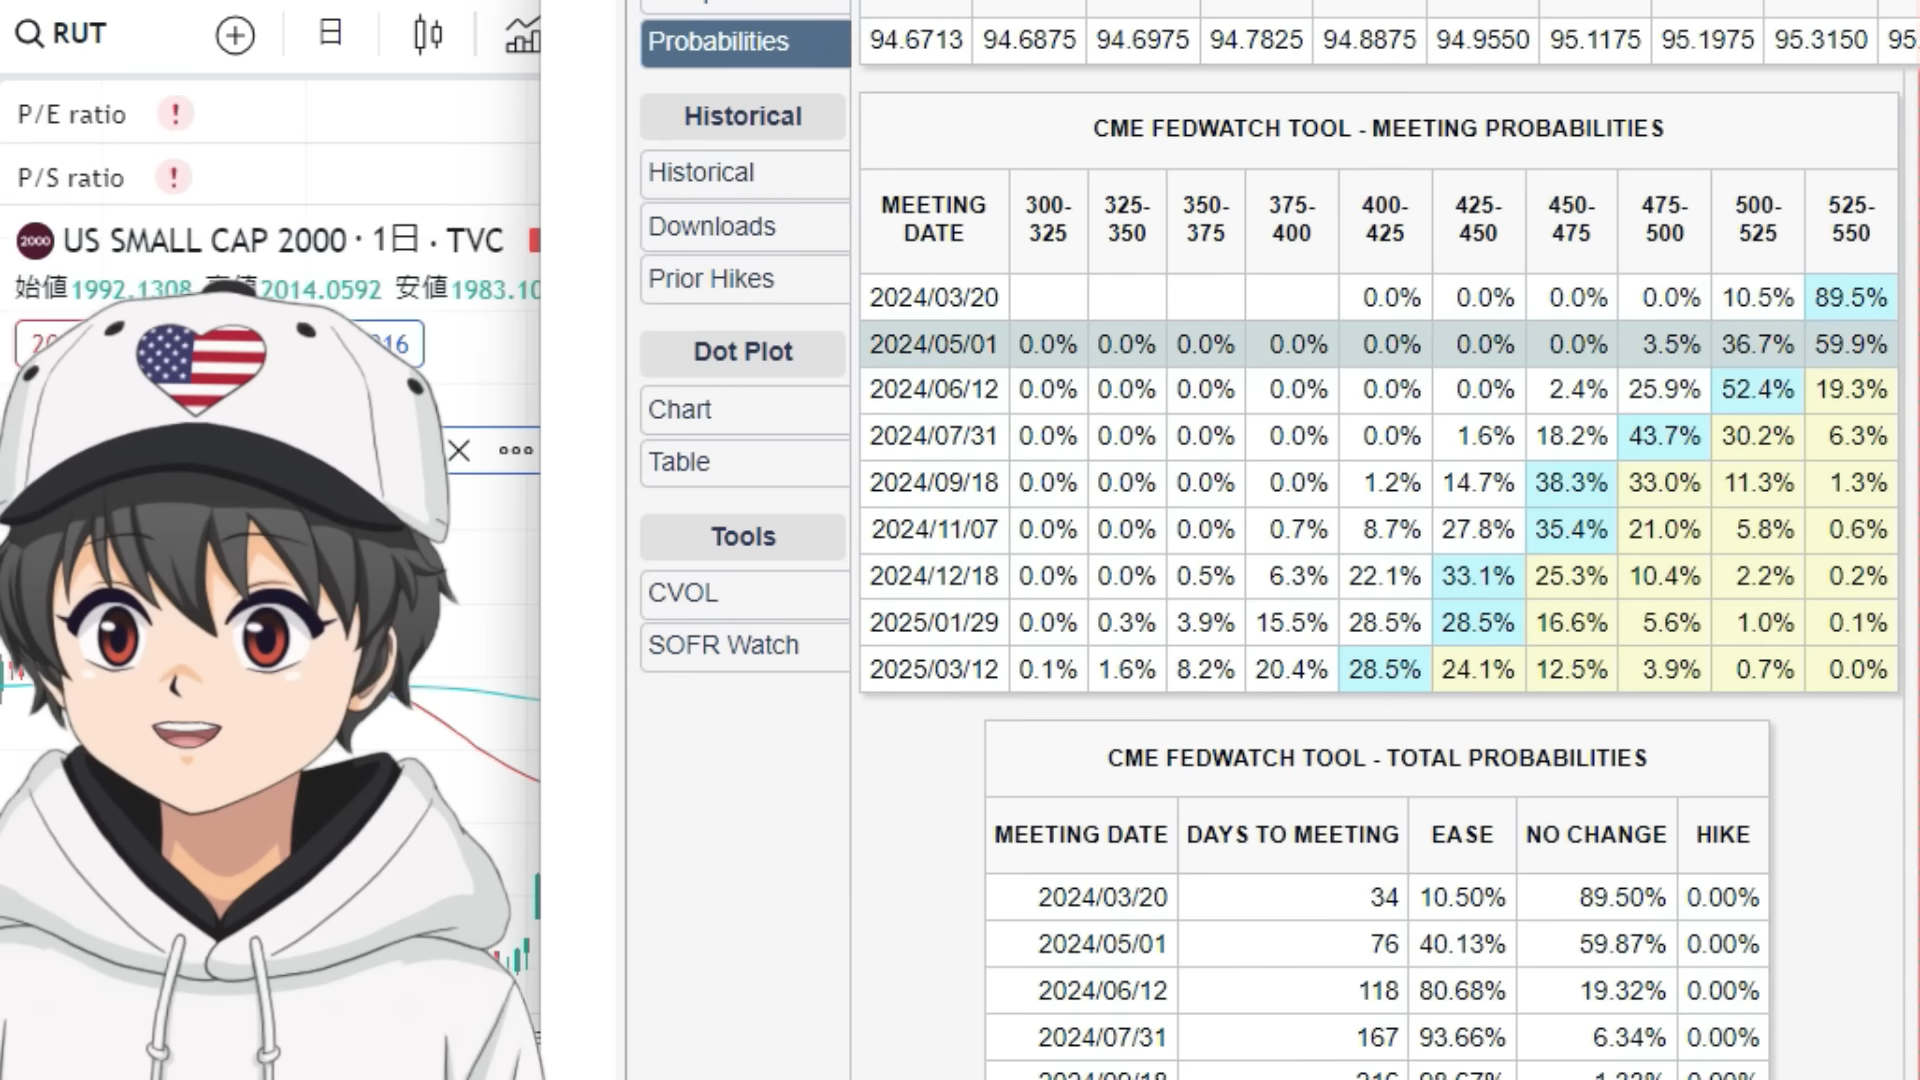 RUT
日
P/E ratio !
P/S ratio !
2000 US SMALL CAP 2000 · 1日 · TVC
始値1992.1308 高値2014.0592 安値1983.10
Probabilities
Historical
Historical
Downloads
Prior Hikes
Dot Plot
Chart
Table
Tools
CVOL
SOFR Watch
94.6713 94.6875 94.6975 94.7825 94.8875 94.9550 95.1175 95.1975 95.3150 95.
CME FEDWATCH TOOL - MEETING PROBABILITIES
MEETING DATE 300-325 325-350 350-375 375-400 400-425 425-450 450-475 475-500 500-525 525-550
2024/03/20 0.0% 0.0% 0.0% 0.0% 10.5% 89.5%
2024/05/01 0.0% 0.0% 0.0% 0.0% 0.0% 0.0% 0.0% 3.5% 36.7% 59.9%
2024/06/12 0.0% 0.0% 0.0% 0.0% 0.0% 0.0% 2.4% 25.9% 52.4% 19.3%
2024/07/31 0.0% 0.0% 0.0% 0.0% 0.0% 1.6% 18.2% 43.7% 30.2% 6.3%
2024/09/18 0.0% 0.0% 0.0% 0.0% 1.2% 14.7% 38.3% 33.0% 11.3% 1.3%
2024/11/07 0.0% 0.0% 0.0% 0.7% 8.7% 27.8% 35.4% 21.0% 5.8% 0.6%
2024/12/18 0.0% 0.0% 0.5% 6.3% 22.1% 33.1% 25.3% 10.4% 2.2% 0.2%
2025/01/29 0.0% 0.3% 3.9% 15.5% 28.5% 28.5% 16.6% 5.6% 1.0% 0.1%
2025/03/12 0.1% 1.6% 8.2% 20.4% 28.5% 24.1% 12.5% 3.9% 0.7% 0.0%
CME FEDWATCH TOOL - TOTAL PROBABILITIES
MEETING DATE DAYS TO MEETING EASE NO CHANGE HIKE
2024/03/20 34 10.50% 89.50% 0.00%
2024/05/01 76 40.13% 59.87% 0.00%
2024/06/12 118 80.68% 19.32% 0.00%
2024/07/31 167 93.66% 6.34% 0.00%